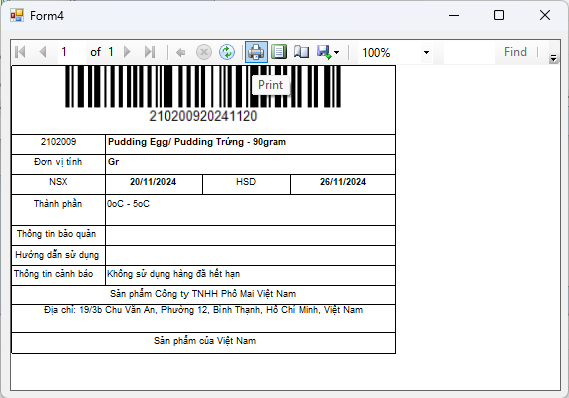 Form4
1 of 1 100% Find
Print
210200920241120
2102009 Pudding Egg/ Pudding Trứng - 90gram
Đơn vị tính Gr
NSX 20/11/2024 HSD 26/11/2024
Thành phần 0oC - 5oC
Thông tin bảo quản
Hướng dẫn sử dụng
Thông tin cảnh báo Không sử dụng hàng đã hết hạn
Sản phẩm Công ty TNHH Phô Mai Việt Nam
Địa chỉ: 19/3b Chu Văn An, Phường 12, Bình Thạnh, Hồ Chí Minh, Việt Nam
Sản phẩm của Việt Nam